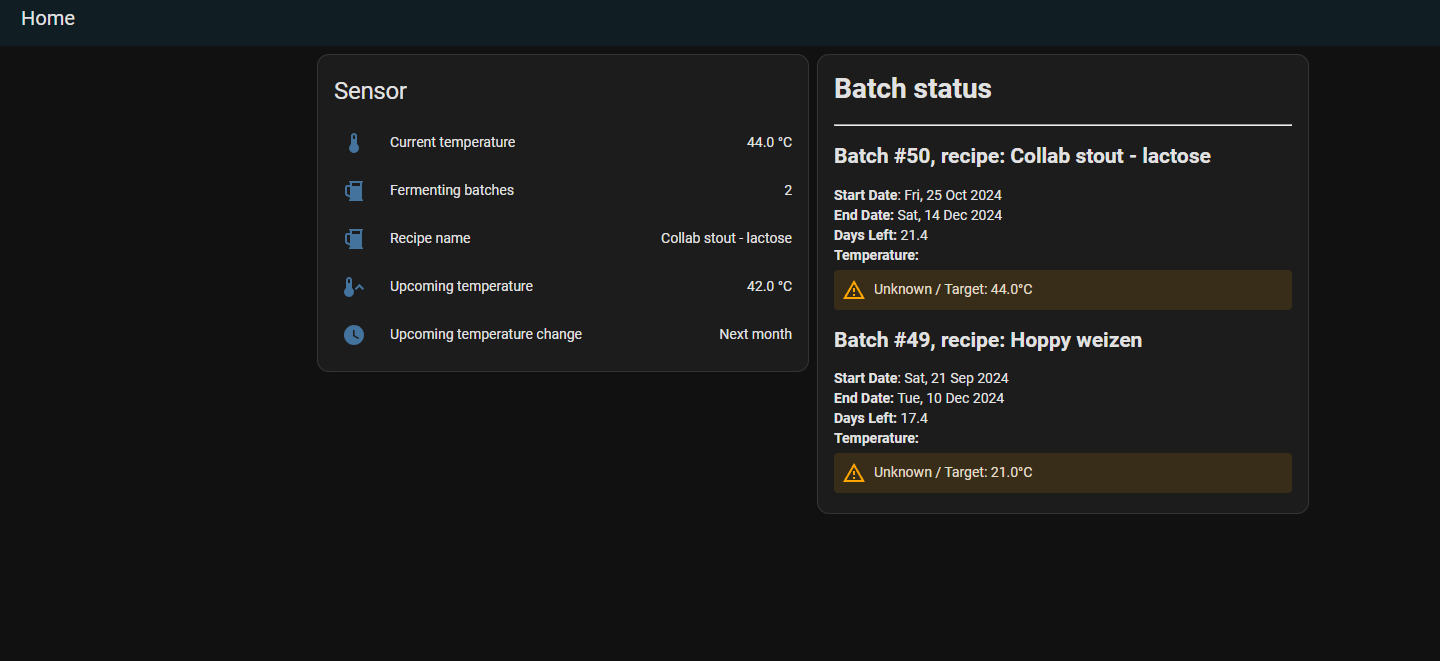 Home
Sensor
Current temperature 44.0 °C
Fermenting batches 2
Recipe name Collab stout - lactose
Upcoming temperature 42.0 °C
Upcoming temperature change Next month
Batch status
Batch #50, recipe: Collab stout - lactose
Start Date: Fri, 25 Oct 2024
End Date: Sat, 14 Dec 2024
Days Left: 21.4
Temperature:
Unknown / Target: 44.0°C
Batch #49, recipe: Hoppy weizen
Start Date: Sat, 21 Sep 2024
End Date: Tue, 10 Dec 2024
Days Left: 17.4
Temperature:
Unknown / Target: 21.0°C